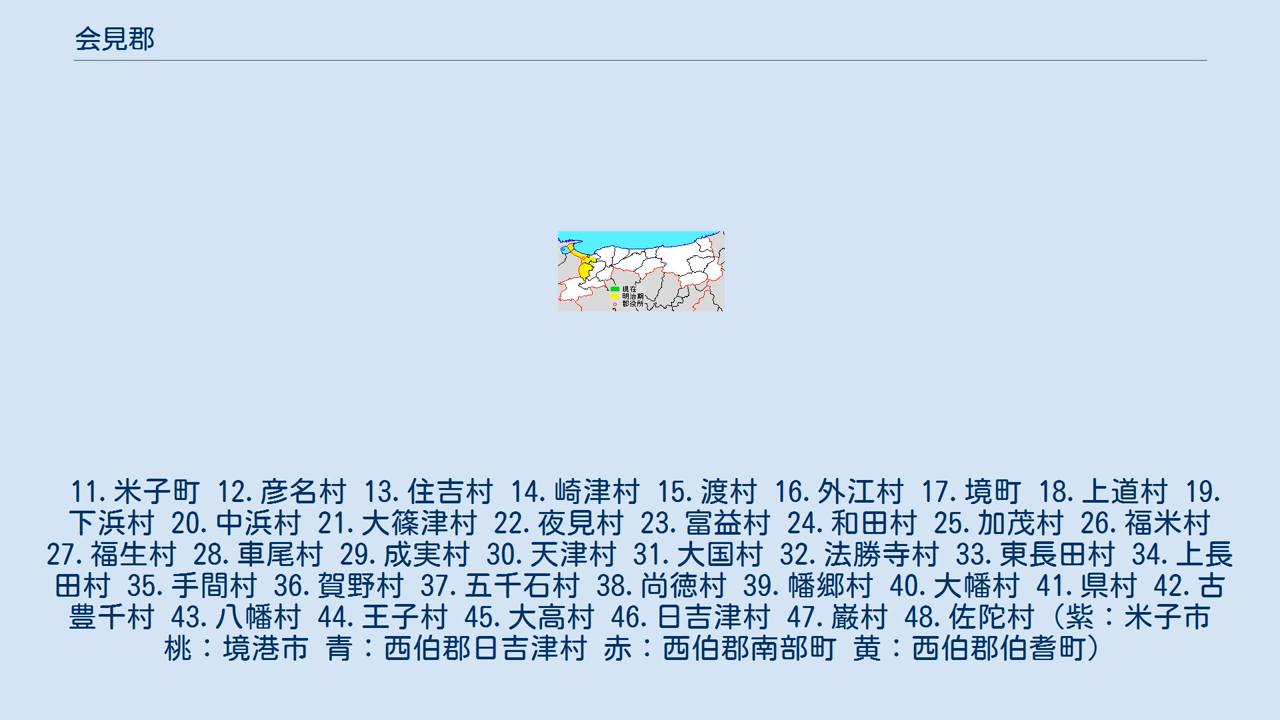 会見郡
現在
明治期
郡役所
11.米子町 12.彦名村 13.住吉村 14.崎津村 15.渡村 16.外江村 17.境町 18.上道村 19.
下浜村 20.中浜村 21.大篠津村 22.夜見村 23.富益村 24.和田村 25.加茂村 26.福米村
27.福生村 28.車尾村 29.成実村 30.天津村 31.大国村 32.法勝寺村 33.東長田村 34.上長
田村 35.手間村 36.賀野村 37.五千石村 38.尚徳村 39.幡郷村 40.大幡村 41.県村 42.古
豊千村 43.八幡村 44.王子村 45.大高村 46.日吉津村 47.巌村 48.佐陀村（紫：米子市
桃：境港市 青：西伯郡日吉津村 赤：西伯郡南部町 黄：西伯郡伯耆町）